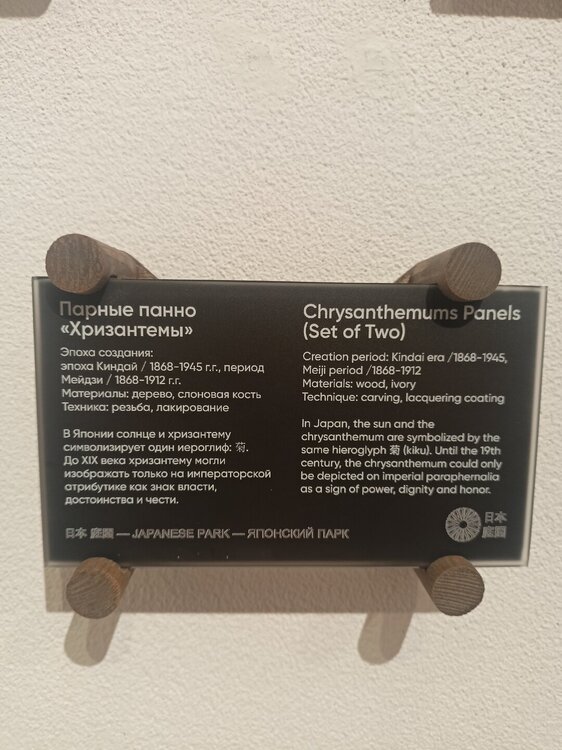 Парные панно
«Хризантемы»
Эпоха создания:
эпоха Киндай / 1868-1945 г.г., период
Мейдзи / 1868-1912 г.г.
Материалы: дерево, слоновая кость
Техника: резьба, лакирование
В Японии солнце и хризантему
символизирует один иероглиф: 菊.
До XIX века хризантему могли
изображать только на императорской
атрибутике как знак власти,
достоинства и чести.
Chrysanthemums Panels
(Set of Two)
Creation period: Kindai era /1868-1945,
Meiji period /1868-1912
Materials: wood, ivory
Technique: carving, lacquering coating
In Japan, the sun and the
chrysanthemum are symbolized by the
same hieroglyph 菊 (kiku). Until the 19th
century, the chrysanthemum could only
be depicted on imperial paraphernalia
as a sign of power, dignity and honor.
日本 庭園 — JAPANESE PARK — ЯПОНСКИЙ ПАРК
日本
庭園